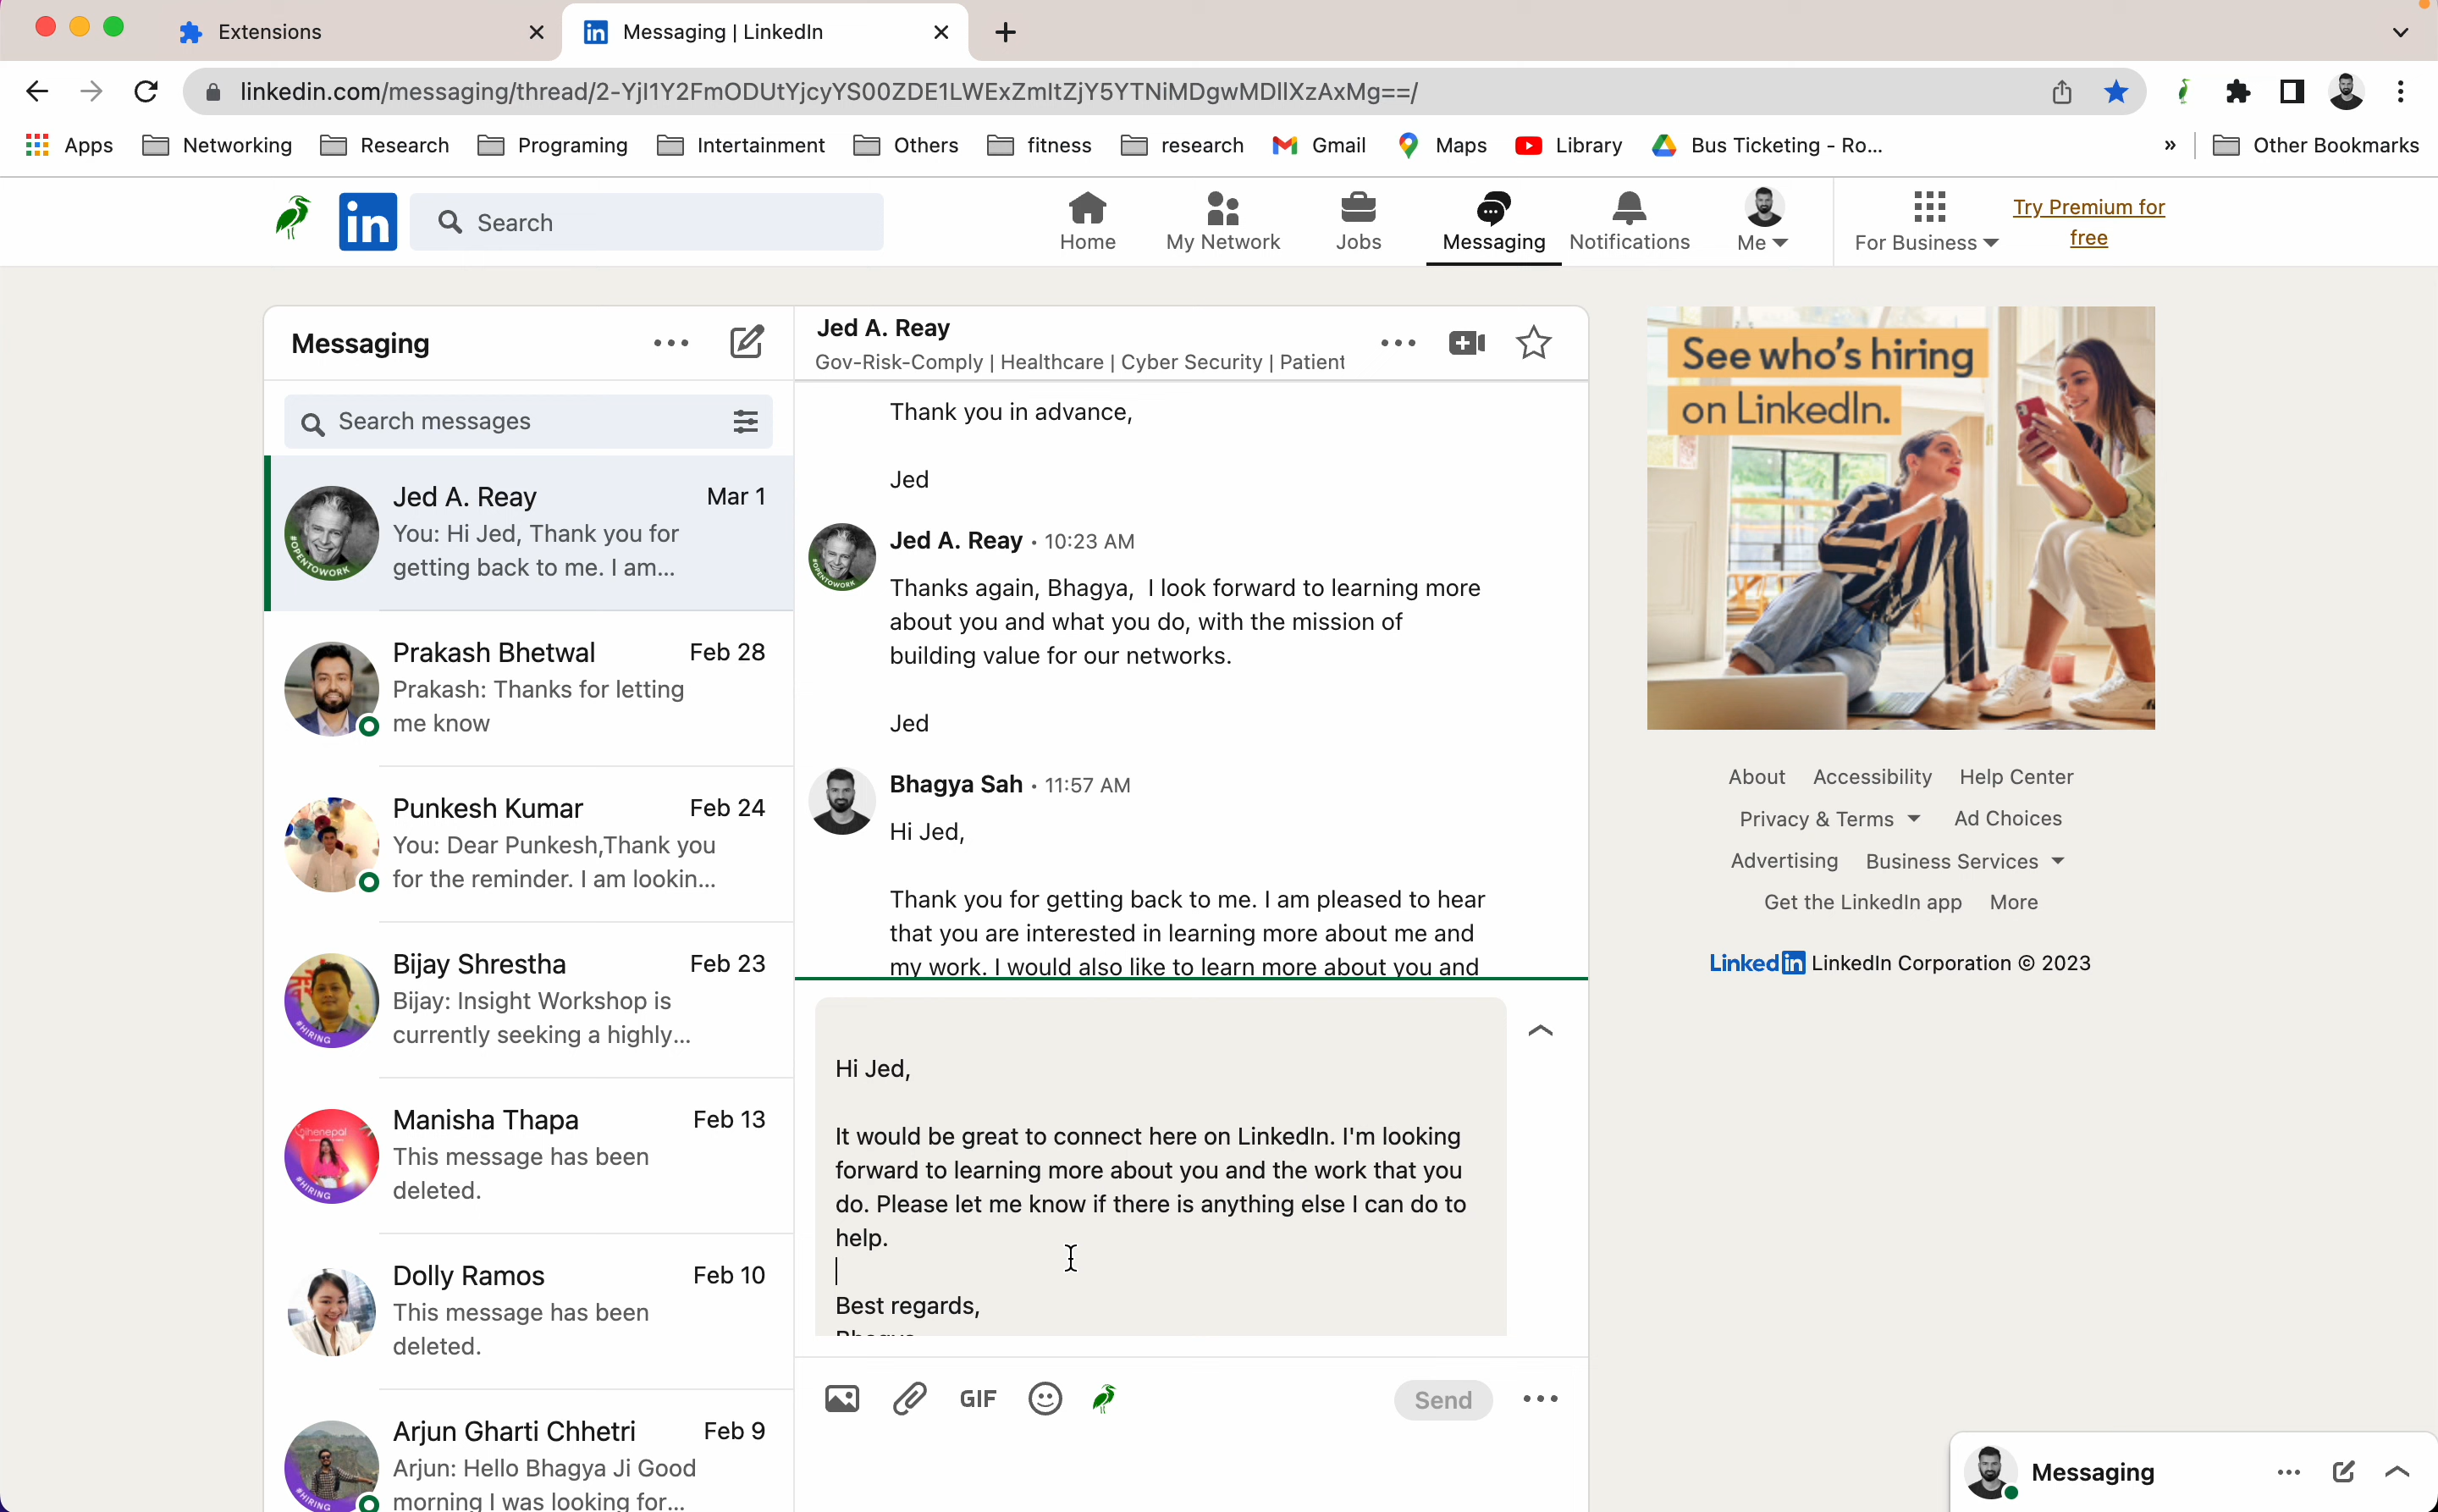 Extensions
Messaging | LinkedIn
linkedin.com/messaging/thread/2-YjI1Y2FmODUtYjcyYS00ZDE1LWExZmItZjY5YTNiMDgwMDllXzAxMg==/
Apps
Networking
Research
Programing
Intertainment
Others
fitness
research
Gmail
Maps
Library
Bus Ticketing - Ro...
»
Other Bookmarks
in
Search
Home
My Network
Jobs
Messaging
Notifications
Me
For Business
Try Premium for
free
Messaging
Search messages
Jed A. Reay
Mar 1
You: Hi Jed, Thank you for
getting back to me. I am...
#OPENTOWORK
Prakash Bhetwal
Feb 28
Prakash: Thanks for letting
me know
Punkesh Kumar
Feb 24
You: Dear Punkesh,Thank you
for the reminder. I am lookin...
Bijay Shrestha
Feb 23
Bijay: Insight Workshop is
currently seeking a highly...
#HIRING
Manisha Thapa
Feb 13
This message has been
deleted.
#HIRING
Dolly Ramos
Feb 10
This message has been
deleted.
Arjun Gharti Chhetri
Feb 9
Arjun: Hello Bhagya Ji Good
morning I was looking for...
#HIRING
Jed A. Reay
Gov-Risk-Comply | Healthcare | Cyber Security | Patient
Thank you in advance,
Jed
Jed A. Reay • 10:23 AM
#OPENTOWORK
Thanks again, Bhagya,  I look forward to learning more
about you and what you do, with the mission of
building value for our networks.
Jed
Bhagya Sah • 11:57 AM
Hi Jed,
Thank you for getting back to me. I am pleased to hear
that you are interested in learning more about me and
my work. I would also like to learn more about you and
Hi Jed,
It would be great to connect here on LinkedIn. I'm looking
forward to learning more about you and the work that you
do. Please let me know if there is anything else I can do to
help.
Best regards,
Bhagya
GIF
Send
See who's hiring
on LinkedIn.
About
Accessibility
Help Center
Privacy & Terms
Ad Choices
Advertising
Business Services
Get the LinkedIn app
More
LinkedIn LinkedIn Corporation © 2023
Messaging